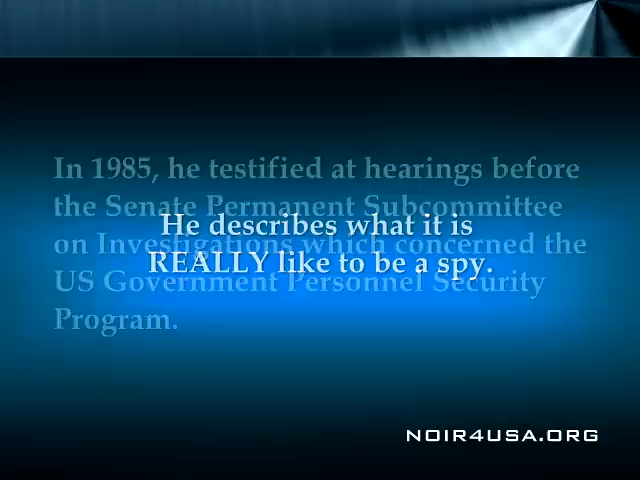 In 1985, he testified at hearings before
the Senate Permanent Subcommittee
on Investigations which concerned the
US Government Personnel Security
Program.
He describes what it is
REALLY like to be a spy.
NOIR4USA.ORG